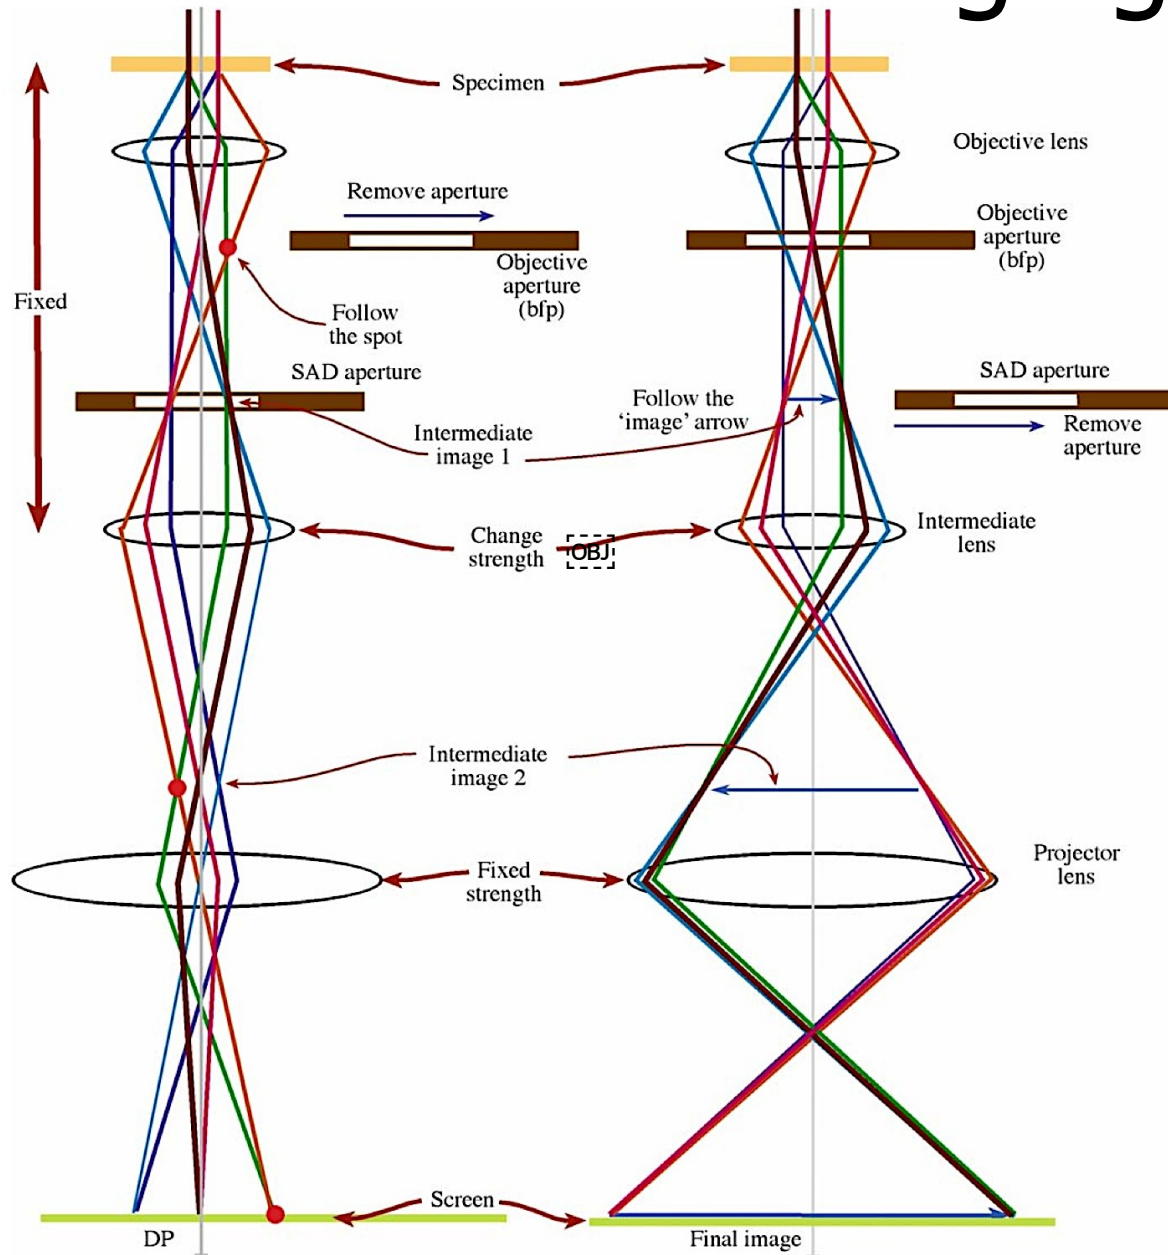 Specimen
Objective lens
Remove aperture
Objective
aperture
(bfp)
Objective
aperture
(bfp)
Fixed
Follow
the spot
SAD aperture
SAD aperture
Follow the
‘image’ arrow
Remove
aperture
Intermediate
image 1
Intermediate
lens
Change
strength
OBJ
Intermediate
image 2
Projector
lens
Fixed
strength
Screen
DP
Final image